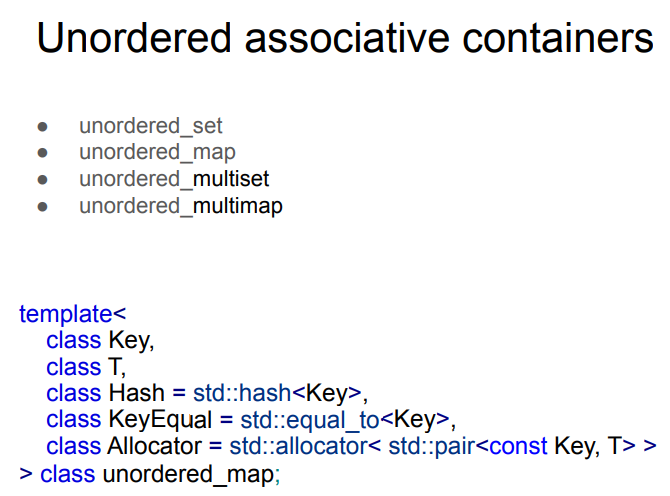 Unordered associative containers
● unordered_set
● unordered_map
● unordered_multiset
● unordered_multimap
template<
class Key,
class T,
class Hash = std::hash<Key>,
class KeyEqual = std::equal_to<Key>,
class Allocator = std::allocator< std::pair<const Key, T> >
> class unordered_map;